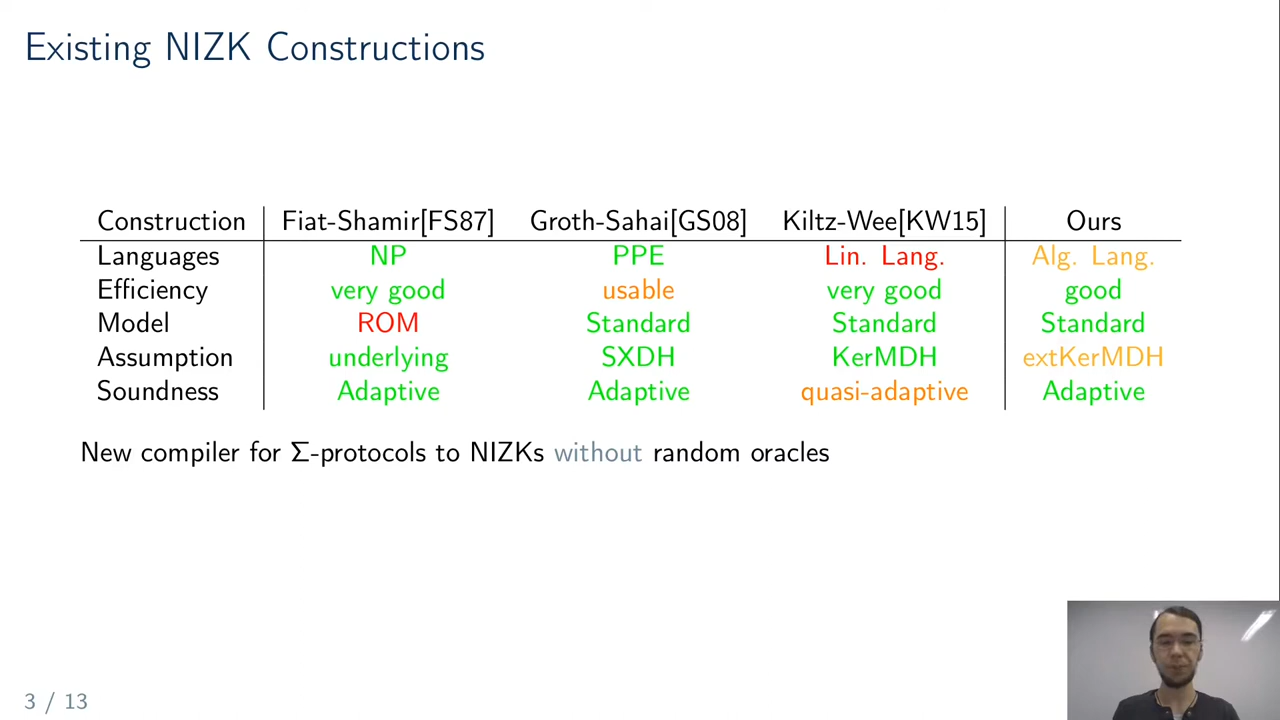 Existing NIZK Constructions
Construction Fiat-Shamir[FS87] Groth-Sahai[GS08] Kiltz-Wee[KW15] Ours
Languages NP PPE Lin. Lang. Alg. Lang.
Efficiency very good usable very good good
Model ROM Standard Standard Standard
Assumption underlying SXDH KerMDH extKerMDH
Soundness Adaptive Adaptive quasi-adaptive Adaptive
New compiler for Σ-protocols to NIZKs without random oracles
3 / 13